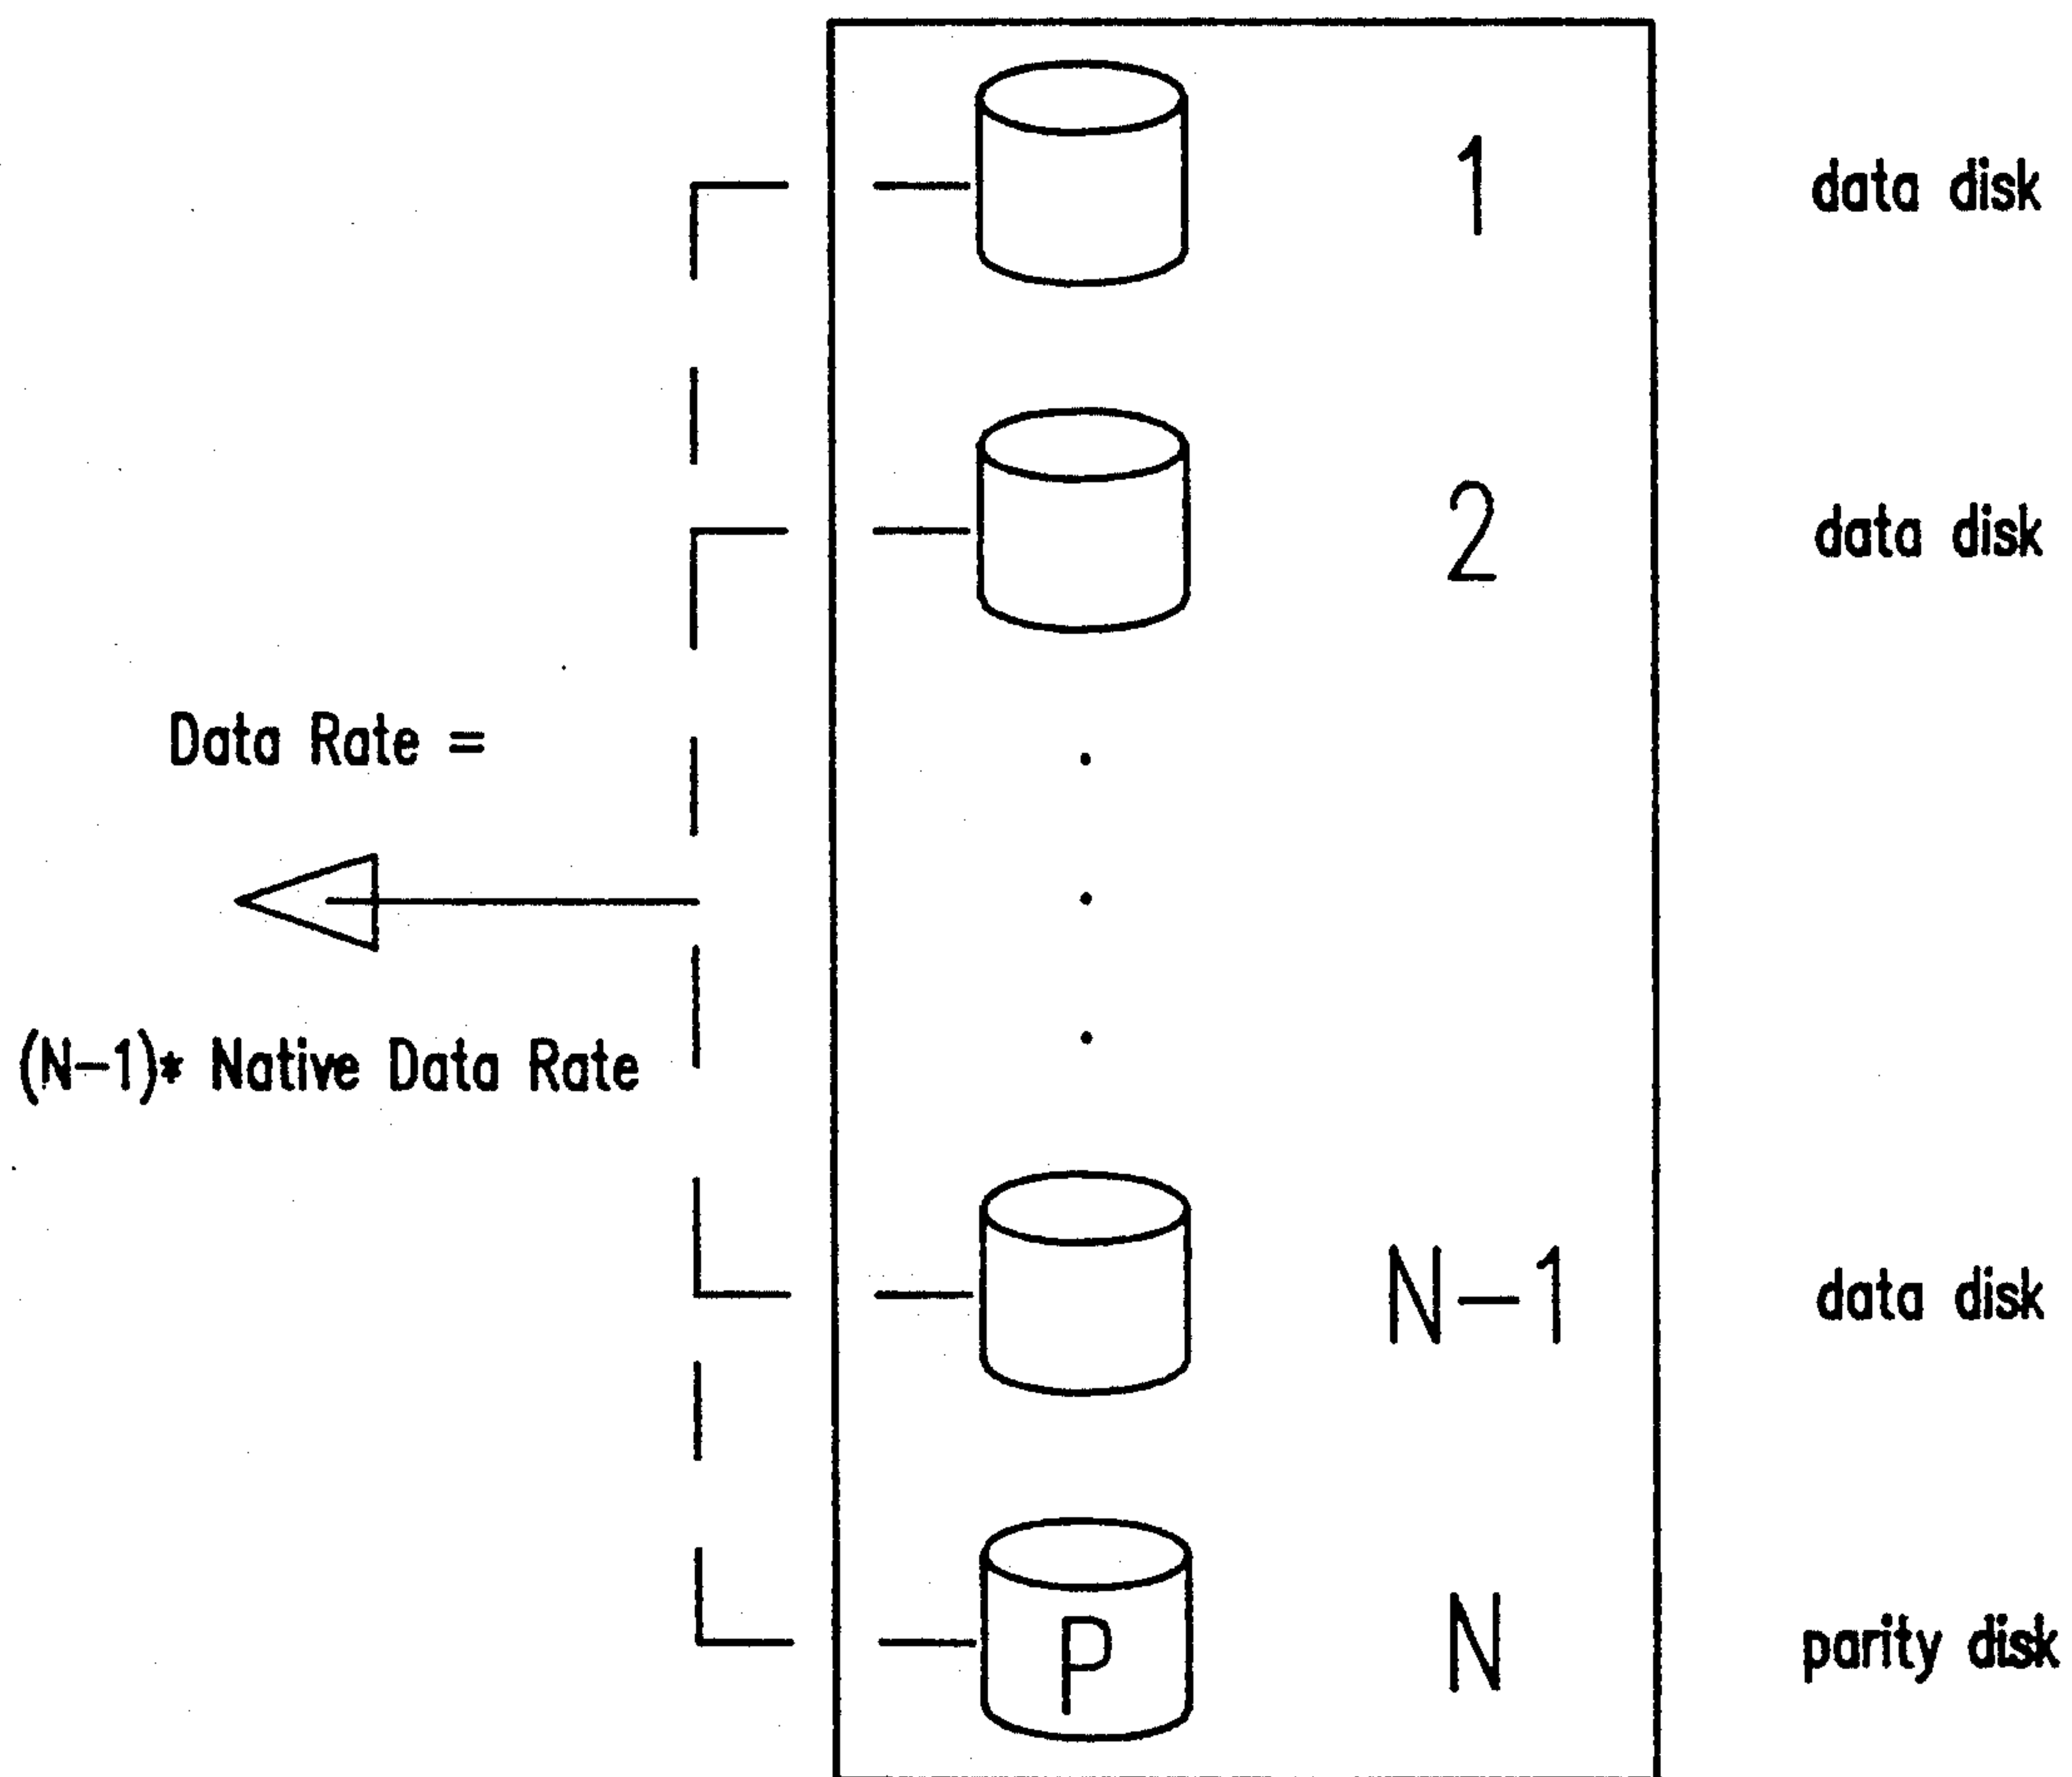 1 data disk
2 data disk
Data Rate =
(N-1)* Native Data Rate
N-1 data disk
P N parity disk